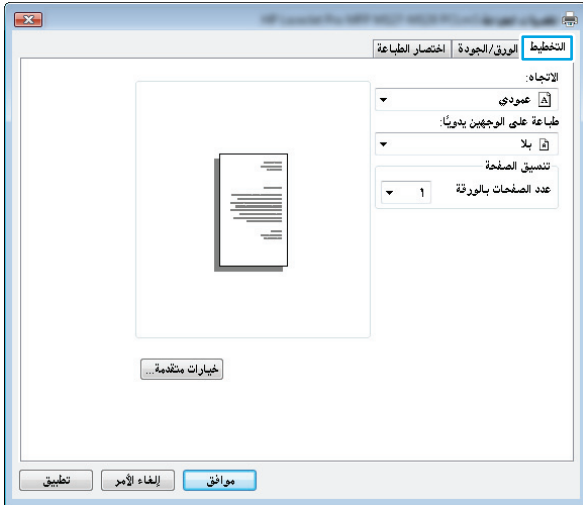 التخطيط
الورق/الجودة
اختصار الطباعة
الاتجاه:
عمودي
طباعة على الوجهين يدويًا:
بلا
تنسيق الصفحة
عدد الصفحات بالورقة
١
خيارات متقدمة...
موافق
إلغاء الأمر
تطبيق